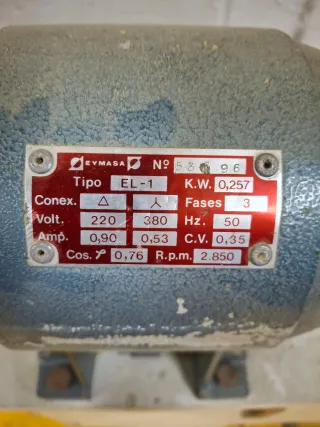 EYMASA Nº
Tipo EL-1 K.W. 0,257
Conex. △ ⅄ Fases 3
Volt. 220 380 Hz. 50
Amp. 0,90 0,53 C.V. 0,35
Cos. φ 0,76 R.p.m. 2.850